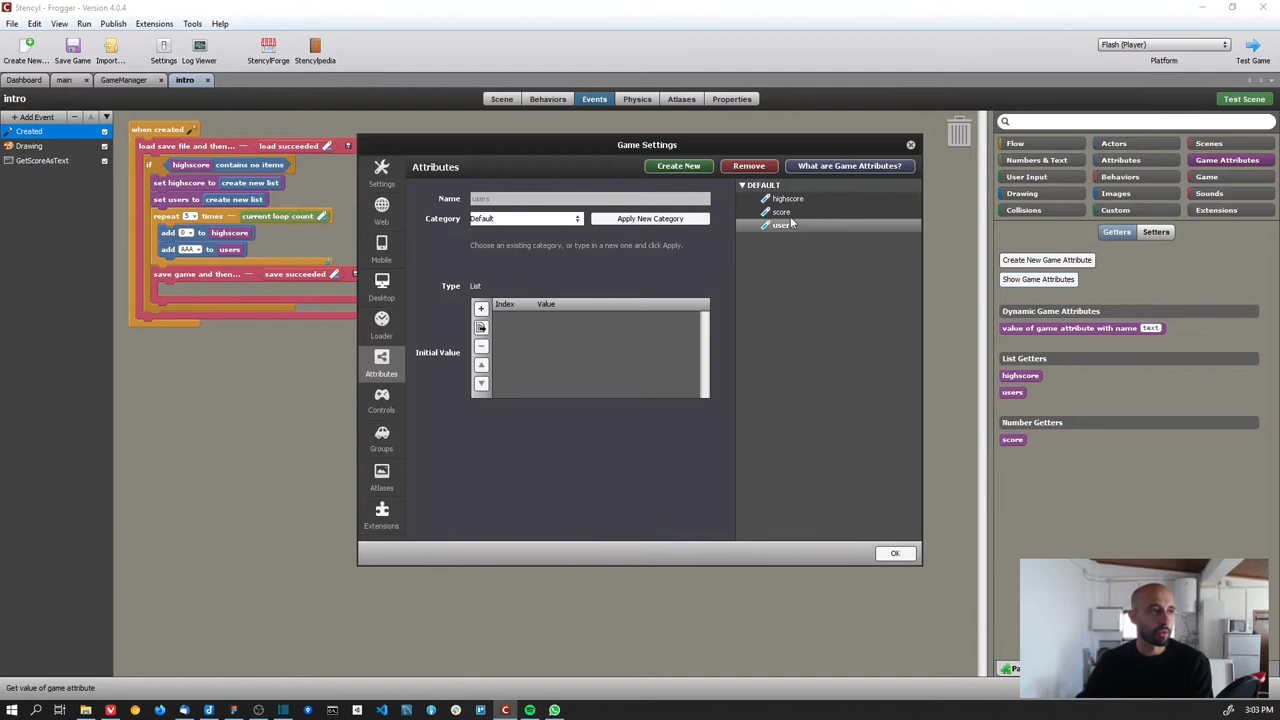 Stencyl - Frogger - Version 4.0.4
File Edit View Run Publish Extensions Tools Help
Create New... Save Game Import... Settings Log Viewer StencylForge Stencylpedia
Flash (Player)
Platform Test Game
Dashboard main GameManager intro
intro
Scene Behaviors Events Physics Atlases Properties
Test Scene
+ Add Event
Created
Drawing
GetScoreAsText
when created
load save file and then... load succeeded
if highscore contains no items
set highscore to create new list
set users to create new list
repeat 5 times current loop count
add 0 to highscore
add AAA to users
save game and then... save succeeded
Game Settings
Settings
Web
Mobile
Desktop
Loader
Attributes
Controls
Groups
Atlases
Extensions
Attributes
Create New Remove What are Game Attributes?
Name users
Category Default Apply New Category
Choose an existing category, or type in a new one and click Apply.
Type List
Index Value
Initial Value
DEFAULT
highscore
score
Ok
Flow Actors Scenes
Numbers & Text Attributes Game Attributes
User Input Behaviors Game
Drawing Images Sounds
Collisions Custom Extensions
Getters Setters
Create New Game Attribute
Show Game Attributes
Dynamic Game Attributes
value of game attribute with name text
List Getters
highscore
users
Number Getters
score
Get value of game attribute
3:03 PM